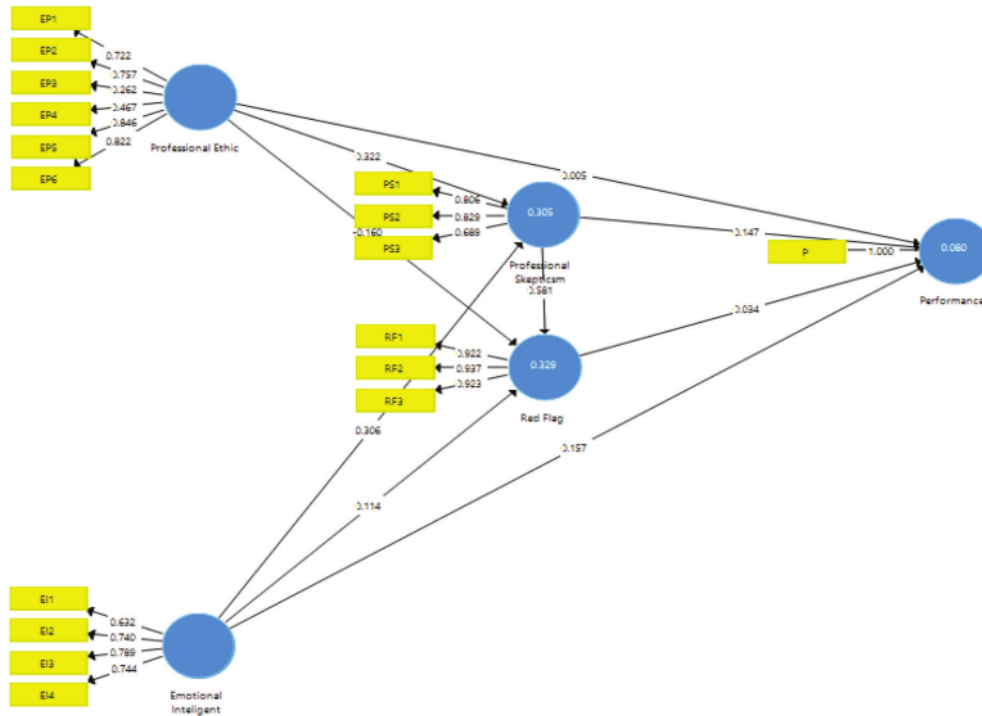 EP1
EP2
EP3
EP4
EP5
EP6
0.722
0.757
0.262
0.467
0.846
0.822
Professional Ethic
0.322
0.005
-0.160
PS1
PS2
PS3
0.806
0.829
0.689
0.305
Professional
Skepticsm
0.147
P
1.000
0.080
Performance
0.581
RF1
RF2
RF3
0.922
0.937
0.923
0.329
Red Flag
0.034
0.306
0.114
0.157
EI1
EI2
EI3
EI4
0.632
0.740
0.789
0.744
Emotional
Inteligent